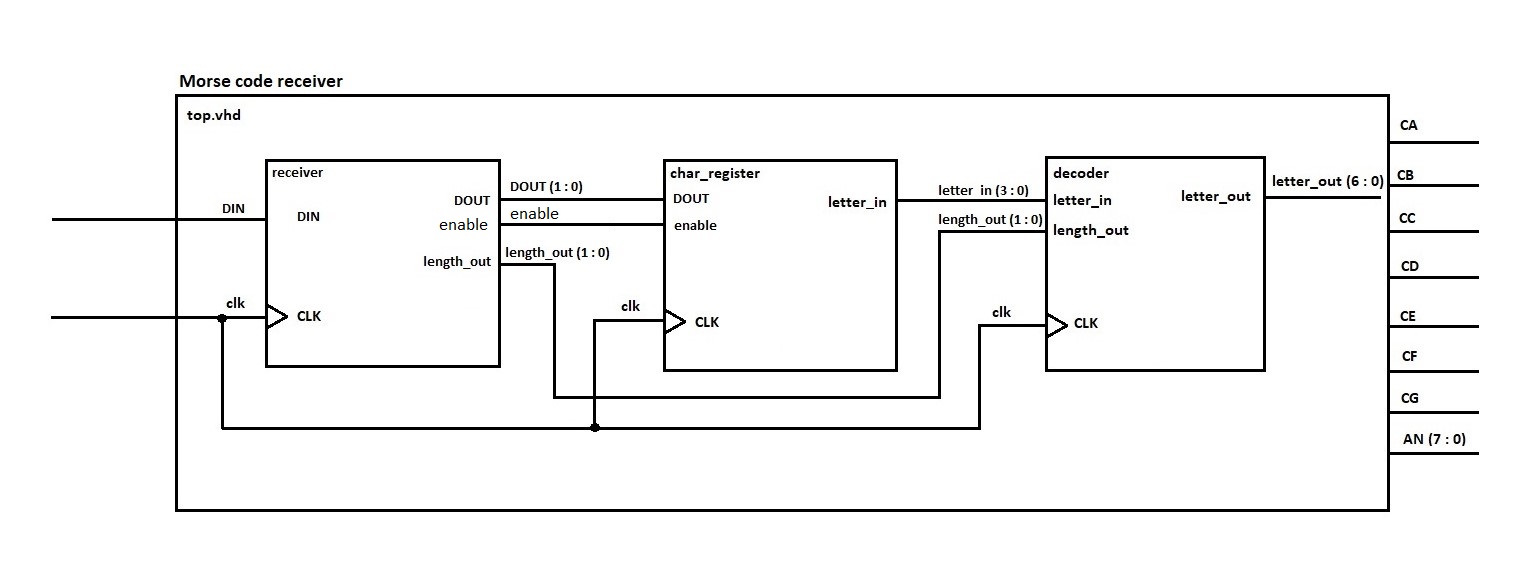 Morse code receiver
top.vhd
CA
receiver
char_register
decoder
DOUT (1 : 0)
letter_out (6 : 0)
CB
DOUT
DOUT
letter_in
letter in (3 : 0)
letter_in
letter_out
DIN
DIN
enable
enable
enable
length_out (1 : 0)
length_out
CC
length_out
length_out (1 : 0)
CD
clk
CLK
clk
CLK
clk
CLK
CE
CF
CG
AN (7 : 0)